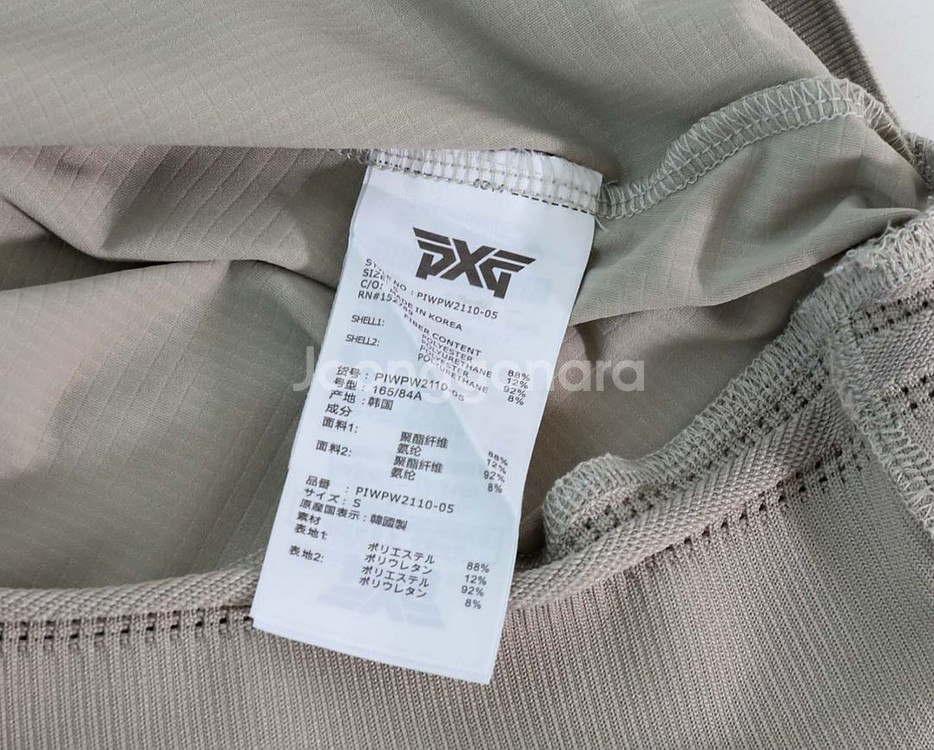 PXG
STYLE NO : PIWPW2110-05
SIZE : S
C/O: MADE IN KOREA
RN#152799
FIBER CONTENT
SHELL1: POLYESTER 88%
POLYURETHANE 12%
SHELL2: POLYESTER 92%
POLYURETHANE 8%
Joonggonara
货号 : PIWPW2110-05
号型 : 165/84A
产地 : 韩国
成分
面料1: 聚酯纤维 88%
氨纶 12%
面料2: 聚酯纤维 92%
氨纶 8%
品番 : PIWPW2110-05
サイズ : S
原産国表示 : 韓國製
素材
表地1: ポリエステル 88%
ポリウレタン 12%
表地2: ポリエステル 92%
ポリウレタン 8%